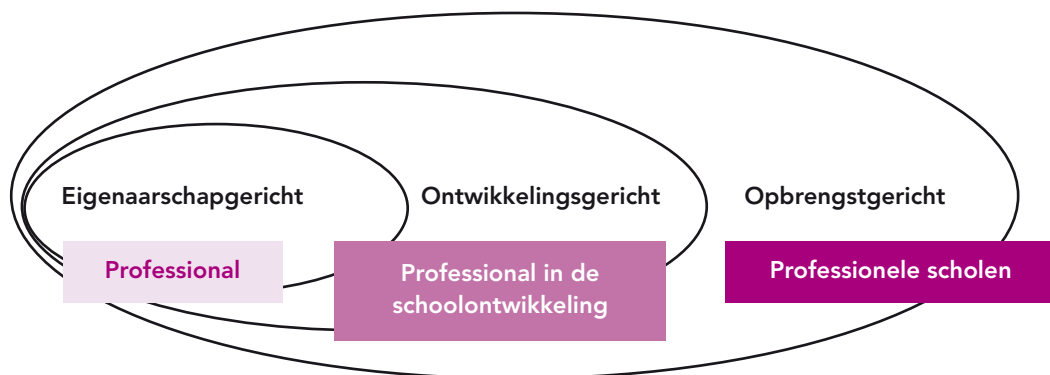 Eigenaarschapgericht
Ontwikkelingsgericht
Opbrengstgericht
Professional
Professional in de
schoolontwikkeling
Professionele scholen